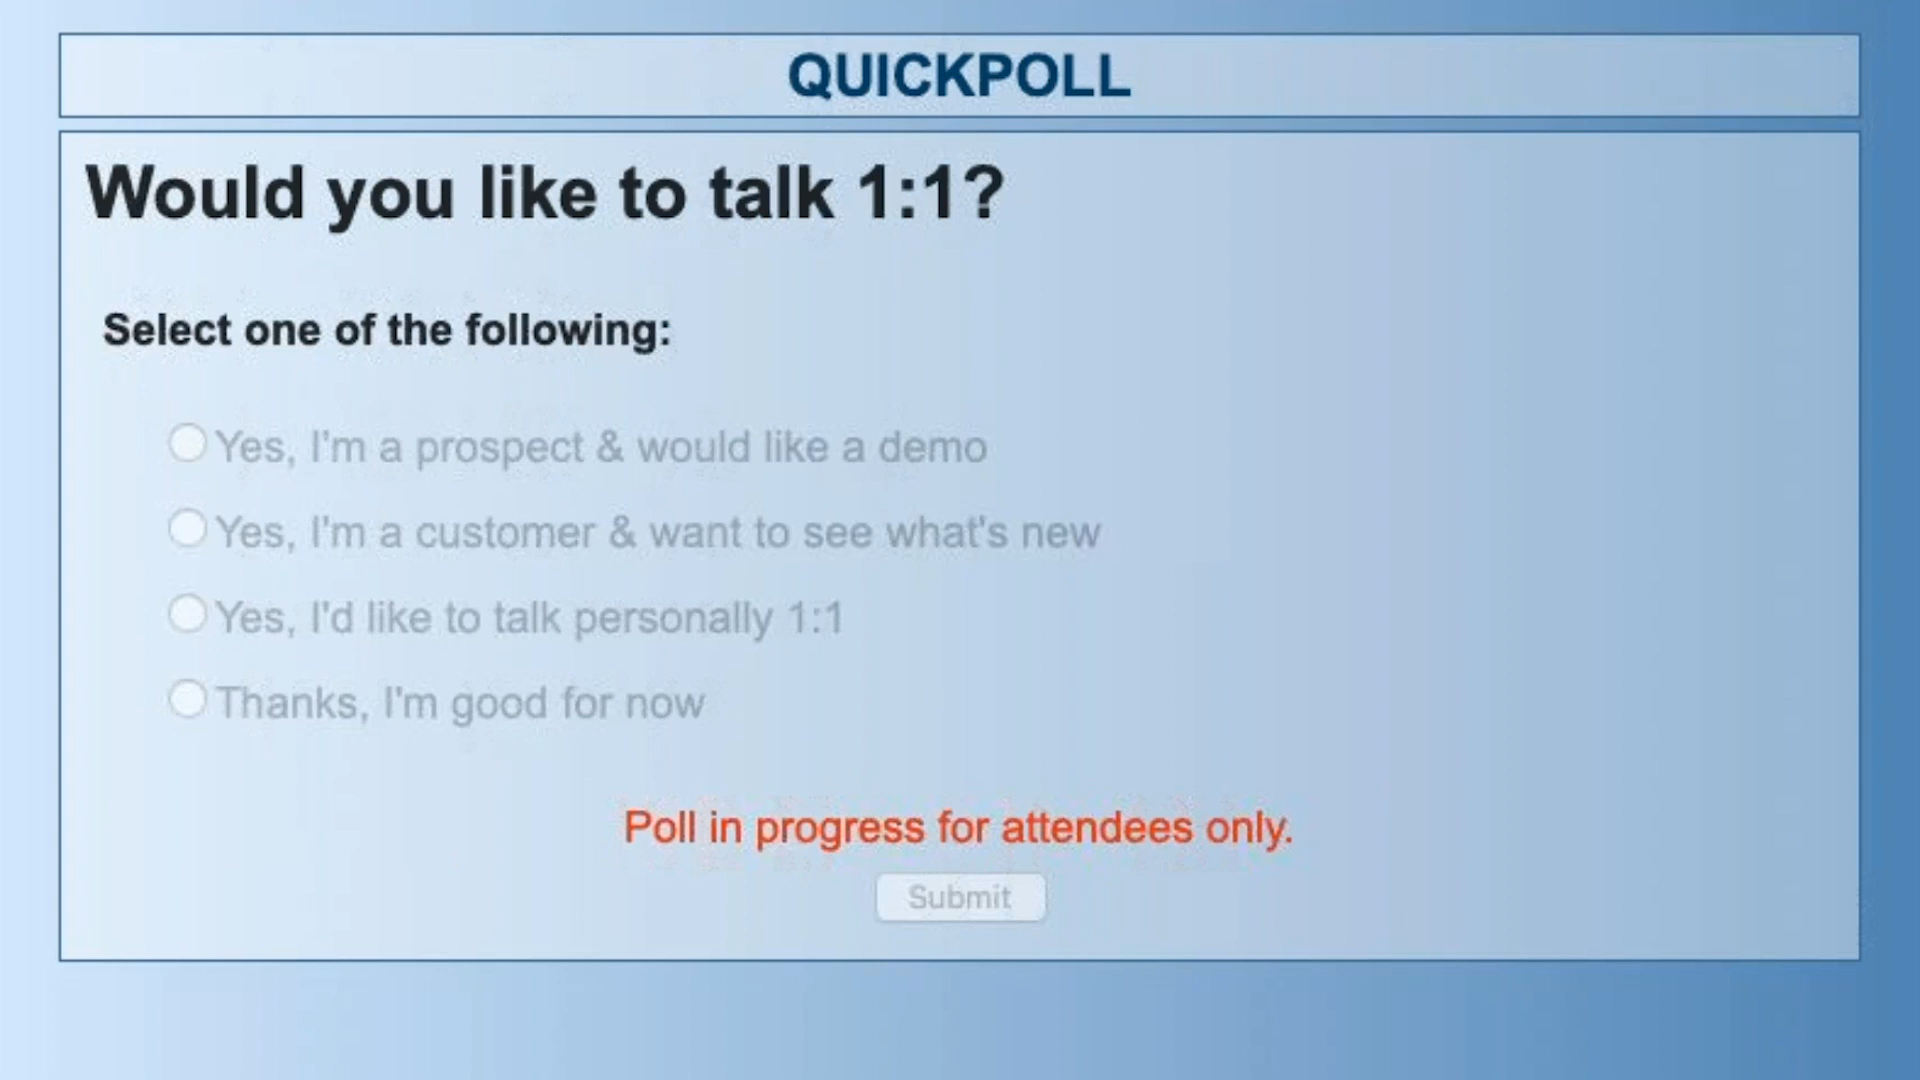 QUICKPOLL
Would you like to talk 1:1?
Select one of the following:
Yes, I'm a prospect & would like a demo
Yes, I'm a customer & want to see what's new
Yes, I'd like to talk personally 1:1
Thanks, I'm good for now
Poll in progress for attendees only.
Submit